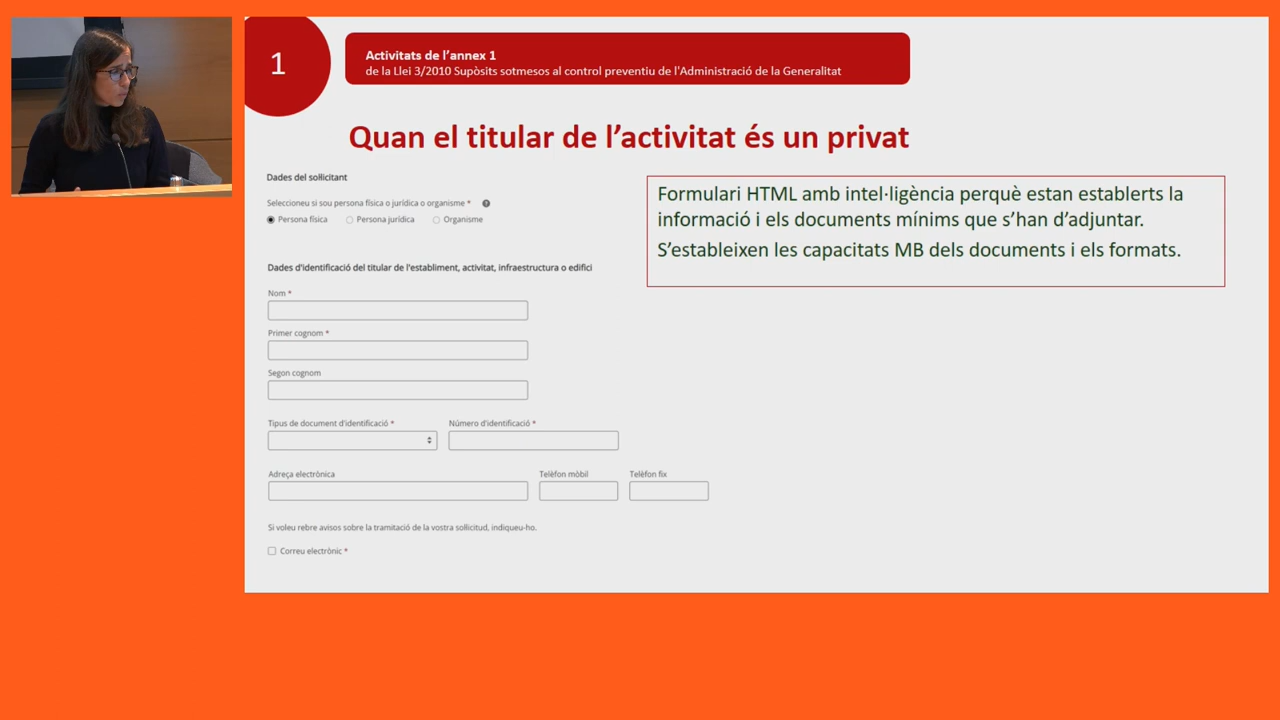 1
Activitats de l'annex 1
de la Llei 3/2010 Supòsits sotmesos al control preventiu de l'Administració de la Generalitat
Quan el titular de l'activitat és un privat
Dades del sol·licitant
Seleccioneu si sou persona física o jurídica o organisme * ?
Persona física Persona jurídica Organisme
Dades d'identificació del titular de l'establiment, activitat, infraestructura o edifici
Nom *
Primer cognom *
Segon cognom
Tipus de document d'identificació * Número d'identificació *
Adreça electrònica Telèfon mòbil Telèfon fix
Si voleu rebre avisos sobre la tramitació de la vostra sol·licitud, indiqueu-ho.
Correu electrònic *
Formulari HTML amb intel·ligència perquè estan establerts la
informació i els documents mínims que s'han d'adjuntar.
S'estableixen les capacitats MB dels documents i els formats.